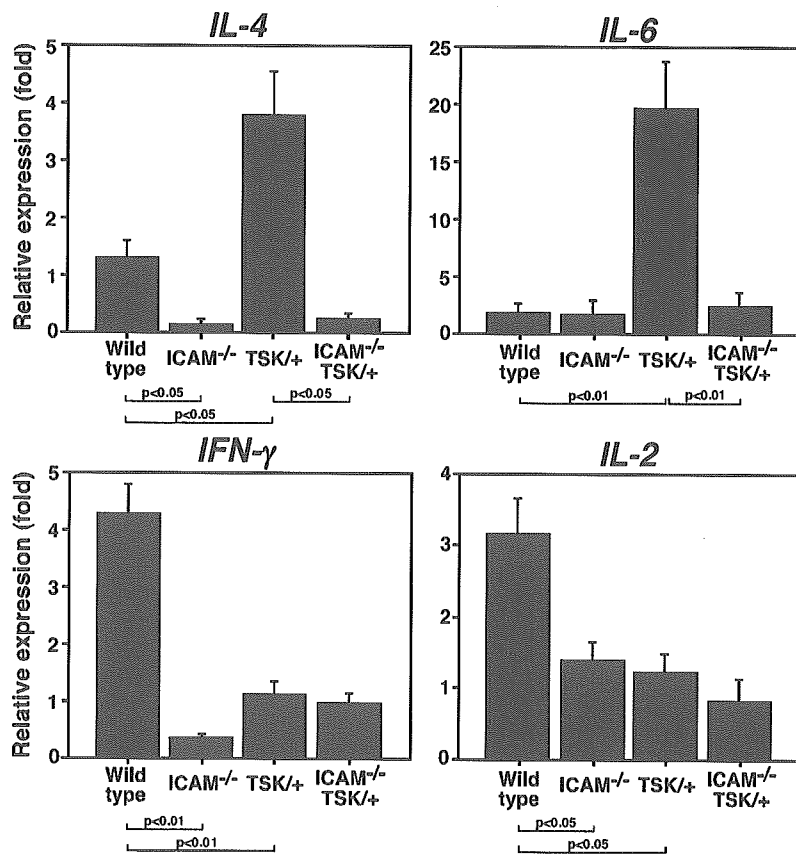 IL-4
Relative expression (fold)
5
4
3
2
1
0
Wild type
ICAM-/-
TSK/+
ICAM-/- TSK/+
p<0.05
p<0.05
p<0.05
IL-6
25
20
15
10
5
0
Wild type
ICAM-/-
TSK/+
ICAM-/- TSK/+
p<0.01
p<0.01
IFN-γ
Relative expression (fold)
5
4
3
2
1
0
Wild type
ICAM-/-
TSK/+
ICAM-/- TSK/+
p<0.01
p<0.01
IL-2
4
3
2
1
0
Wild type
ICAM-/-
TSK/+
ICAM-/- TSK/+
p<0.05
p<0.05